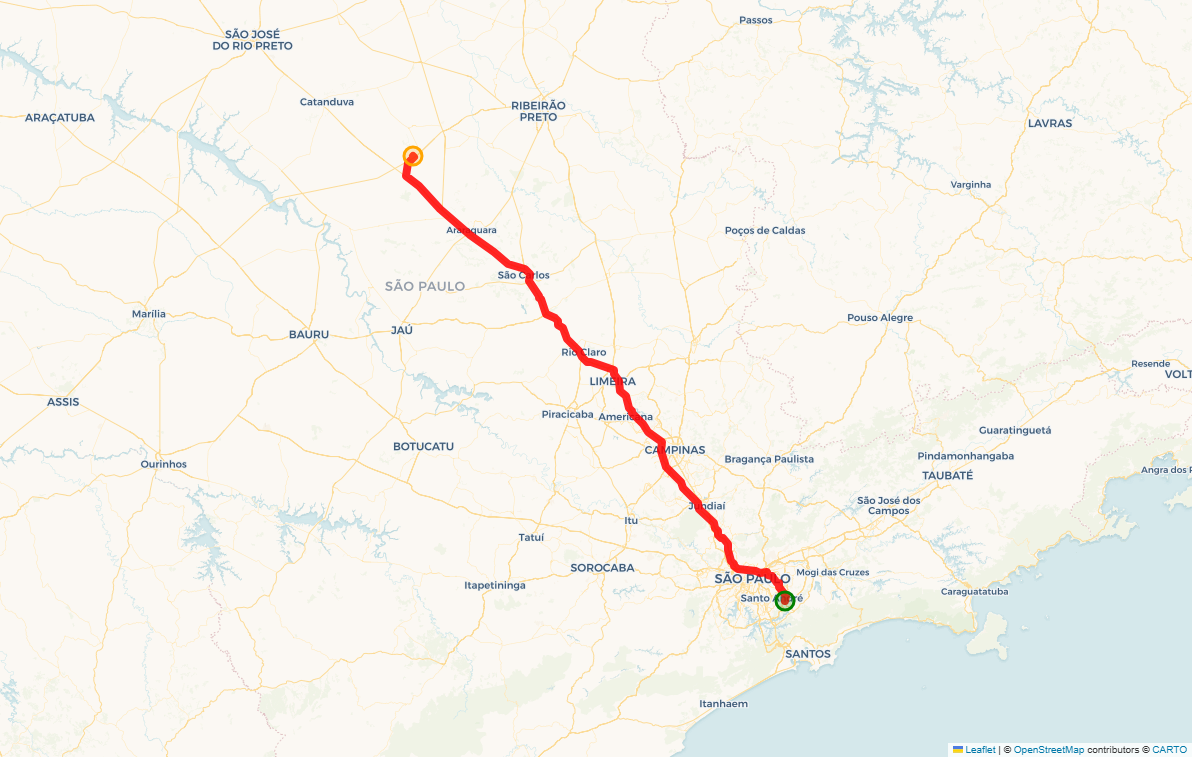 Passos
SÃO JOSÉ
DO RIO PRETO
Catanduva
RIBEIRÃO
PRETO
ARAÇATUBA
LAVRAS
Varginha
Araraquara
Poços de Caldas
São Carlos
SÃO PAULO
Marília
Pouso Alegre
BAURU
JAÚ
Rio Claro
Resende
VOLT
LIMEIRA
ASSIS
Piracicaba
Americana
Guaratinguetá
BOTUCATU
CAMPINAS
Bragança Paulista
Pindamonhangaba
Ourinhos
TAUBATÉ
Angra dos R
São José dos
Campos
Jundiaí
Itu
Tatuí
SOROCABA
Mogi das Cruzes
SÃO PAULO
Itapetininga
Caraguatatuba
Santo André
SANTOS
Itanhaem
Leaflet | © OpenStreetMap contributors © CARTO